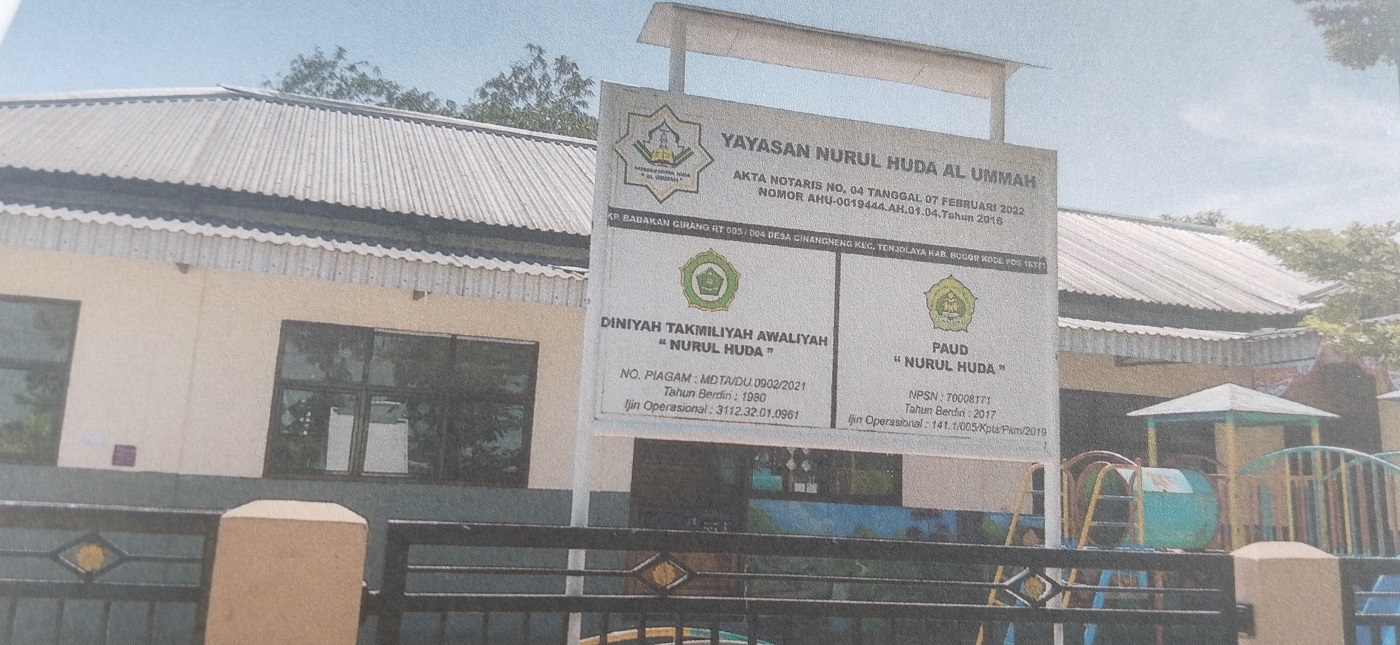 YAYASAN NURUL HUDA AL UMMAH
AKTA NOTARIS NO. 04 TANGGAL 07 FEBRUARI 2022
NOMOR AHU-0019444.AH.01.04.Tahun 2016
KP. BABAKAN GIRANG RT 005 / 004 DESA CINANGNENG KEC. TENJOLAYA KAB. BOGOR KODE POS 16371
DINIYAH TAKMILIYAH AWALIYAH
“ NURUL HUDA ”
NO. PIAGAM : MDTA/DU.0902/2021
Tahun Berdiri : 1980
Ijin Operasional : 3112.32.01.0961
PAUD
“ NURUL HUDA ”
NPSN : 70008171
Tahun Berdiri : 2017
Ijin Operasional : 141.1/005/Kpts/Pkm/2019